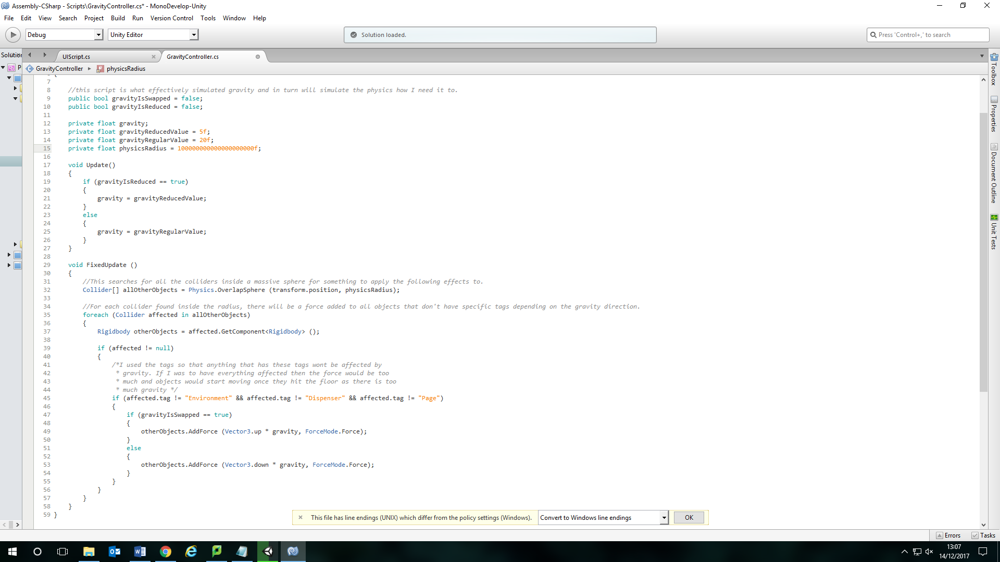 Assembly-CSharp - Scripts\GravityController.cs* - MonoDevelop-Unity
File Edit View Search Project Build Run Version Control Tools Window Help
Debug Unity Editor Solution loaded. Press 'Control+,' to search
Solution UIScript.cs GravityController.cs
P GravityController physicsRadius
7
8 //this script is what effectively simulated gravity and in turn will simulate the physics how I need it to.
9 public bool gravityIsSwapped = false;
10 public bool gravityIsReduced = false;
11
12 private float gravity;
13 private float gravityReducedValue = 5f;
14 private float gravityRegularValue = 20f;
15 private float physicsRadius = 100000000000000000000f;
16
17 void Update()
18 {
19 if (gravityIsReduced == true)
20 {
21 gravity = gravityReducedValue;
22 }
23 else
24 {
25 gravity = gravityRegularValue;
26 }
27 }
28
29 void FixedUpdate ()
30 {
31 //This searches for all the colliders inside a massive sphere for something to apply the following effects to.
32 Collider[] allOtherObjects = Physics.OverlapSphere (transform.position, physicsRadius);
33
34 //For each collider found inside the radius, there will be a force added to all objects that don't have specific tags depending on the gravity direction.
35 foreach (Collider affected in allOtherObjects)
36 {
37 Rigidbody otherObjects = affected.GetComponent<Rigidbody> ();
38
39 if (affected != null)
40 {
41 /*I used the tags so that anything that has these tags wont be affected by
42 * gravity. If I was to have everything affected then the force would be too
43 * much and objects would start moving once they hit the floor as there is too
44 * much gravity */
45 if (affected.tag != "Environment" && affected.tag != "Dispenser" && affected.tag != "Page")
46 {
47 if (gravityIsSwapped == true)
48 {
49 otherObjects.AddForce (Vector3.up * gravity, ForceMode.Force);
50 }
51 else
52 {
53 otherObjects.AddForce (Vector3.down * gravity, ForceMode.Force);
54 }
55 }
56 }
57 }
58 }
59 }
This file has line endings (UNIX) which differ from the policy settings (Windows). Convert to Windows line endings OK
Toolbox
Properties
Document Outline
Unit Tests
Errors Tasks
13:07
14/12/2017